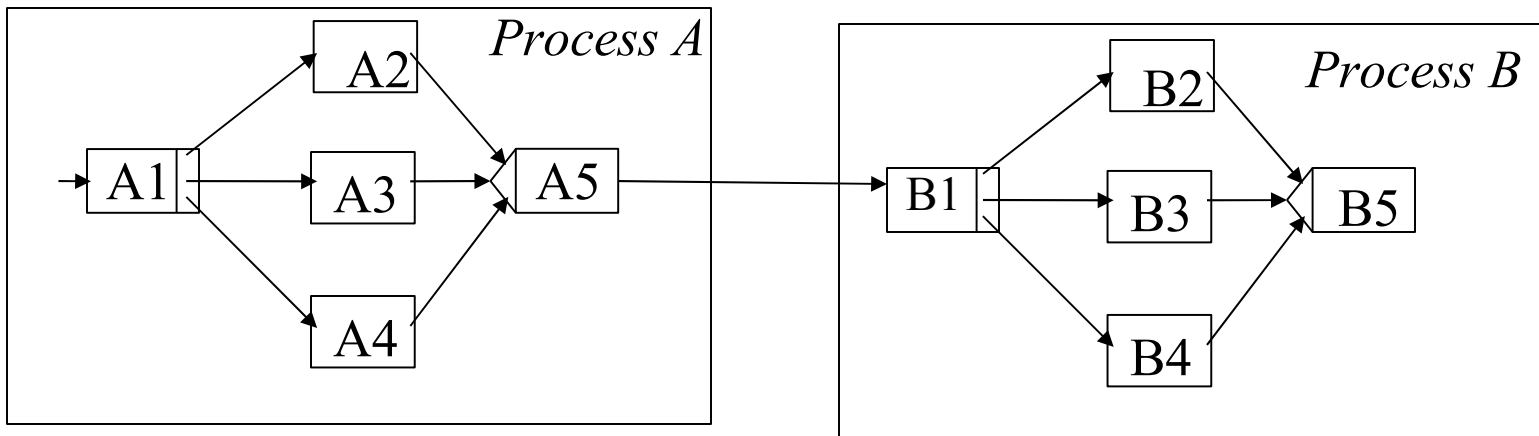 Process A
A2
A1
A3
A5
A4
Process B
B2
B1
B3
B5
B4